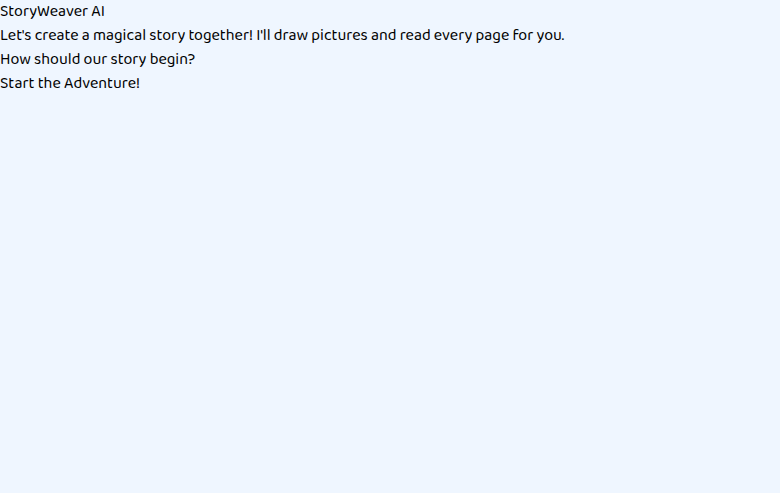 StoryWeaver AI
Let's create a magical story together! I'll draw pictures and read every page for you.
How should our story begin?
Start the Adventure!